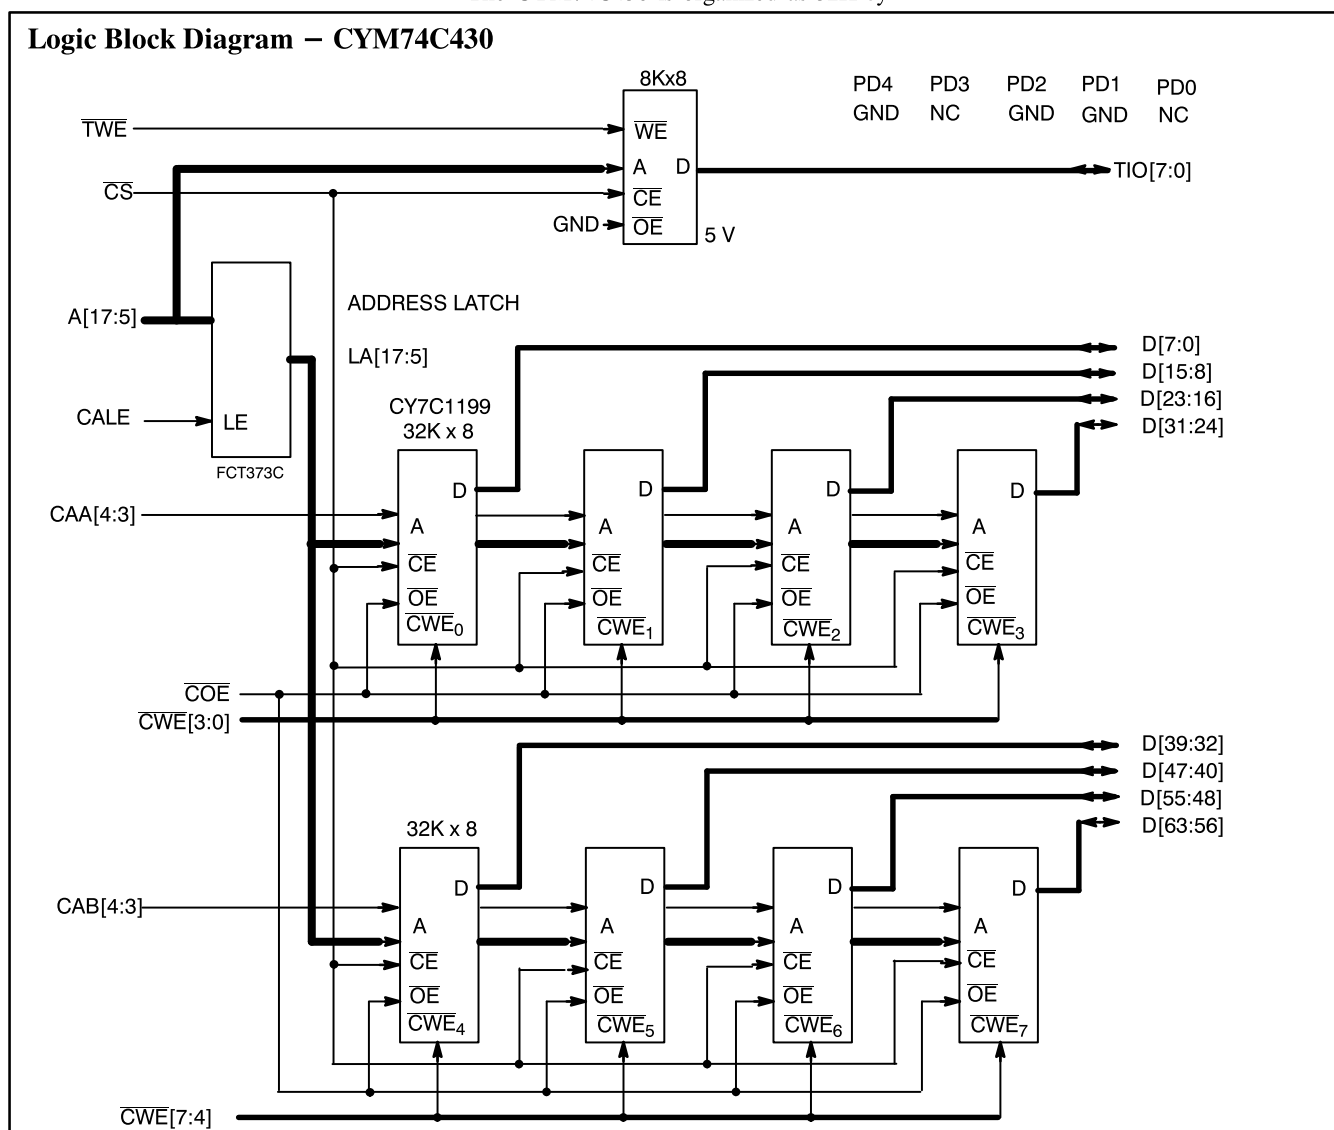 Logic Block Diagram – CYM74C430
8Kx8
PD4 PD3 PD2 PD1 PD0
GND NC GND GND NC
TWE
WE
A D
TIO[7:0]
CS
CE
GND
OE
5 V
ADDRESS LATCH
A[17:5]
LA[17:5]
D[7:0]
D[15:8]
D[23:16]
D[31:24]
CALE
LE
FCT373C
CY7C1199
32K x 8
D D D D
CAA[4:3]
A A A A
CE CE CE CE
OE OE OE OE
CWE0 CWE1 CWE2 CWE3
COE
CWE[3:0]
D[39:32]
D[47:40]
D[55:48]
D[63:56]
32K x 8
D D D D
CAB[4:3]
A A A A
CE CE CE CE
OE OE OE OE
CWE4 CWE5 CWE6 CWE7
CWE[7:4]